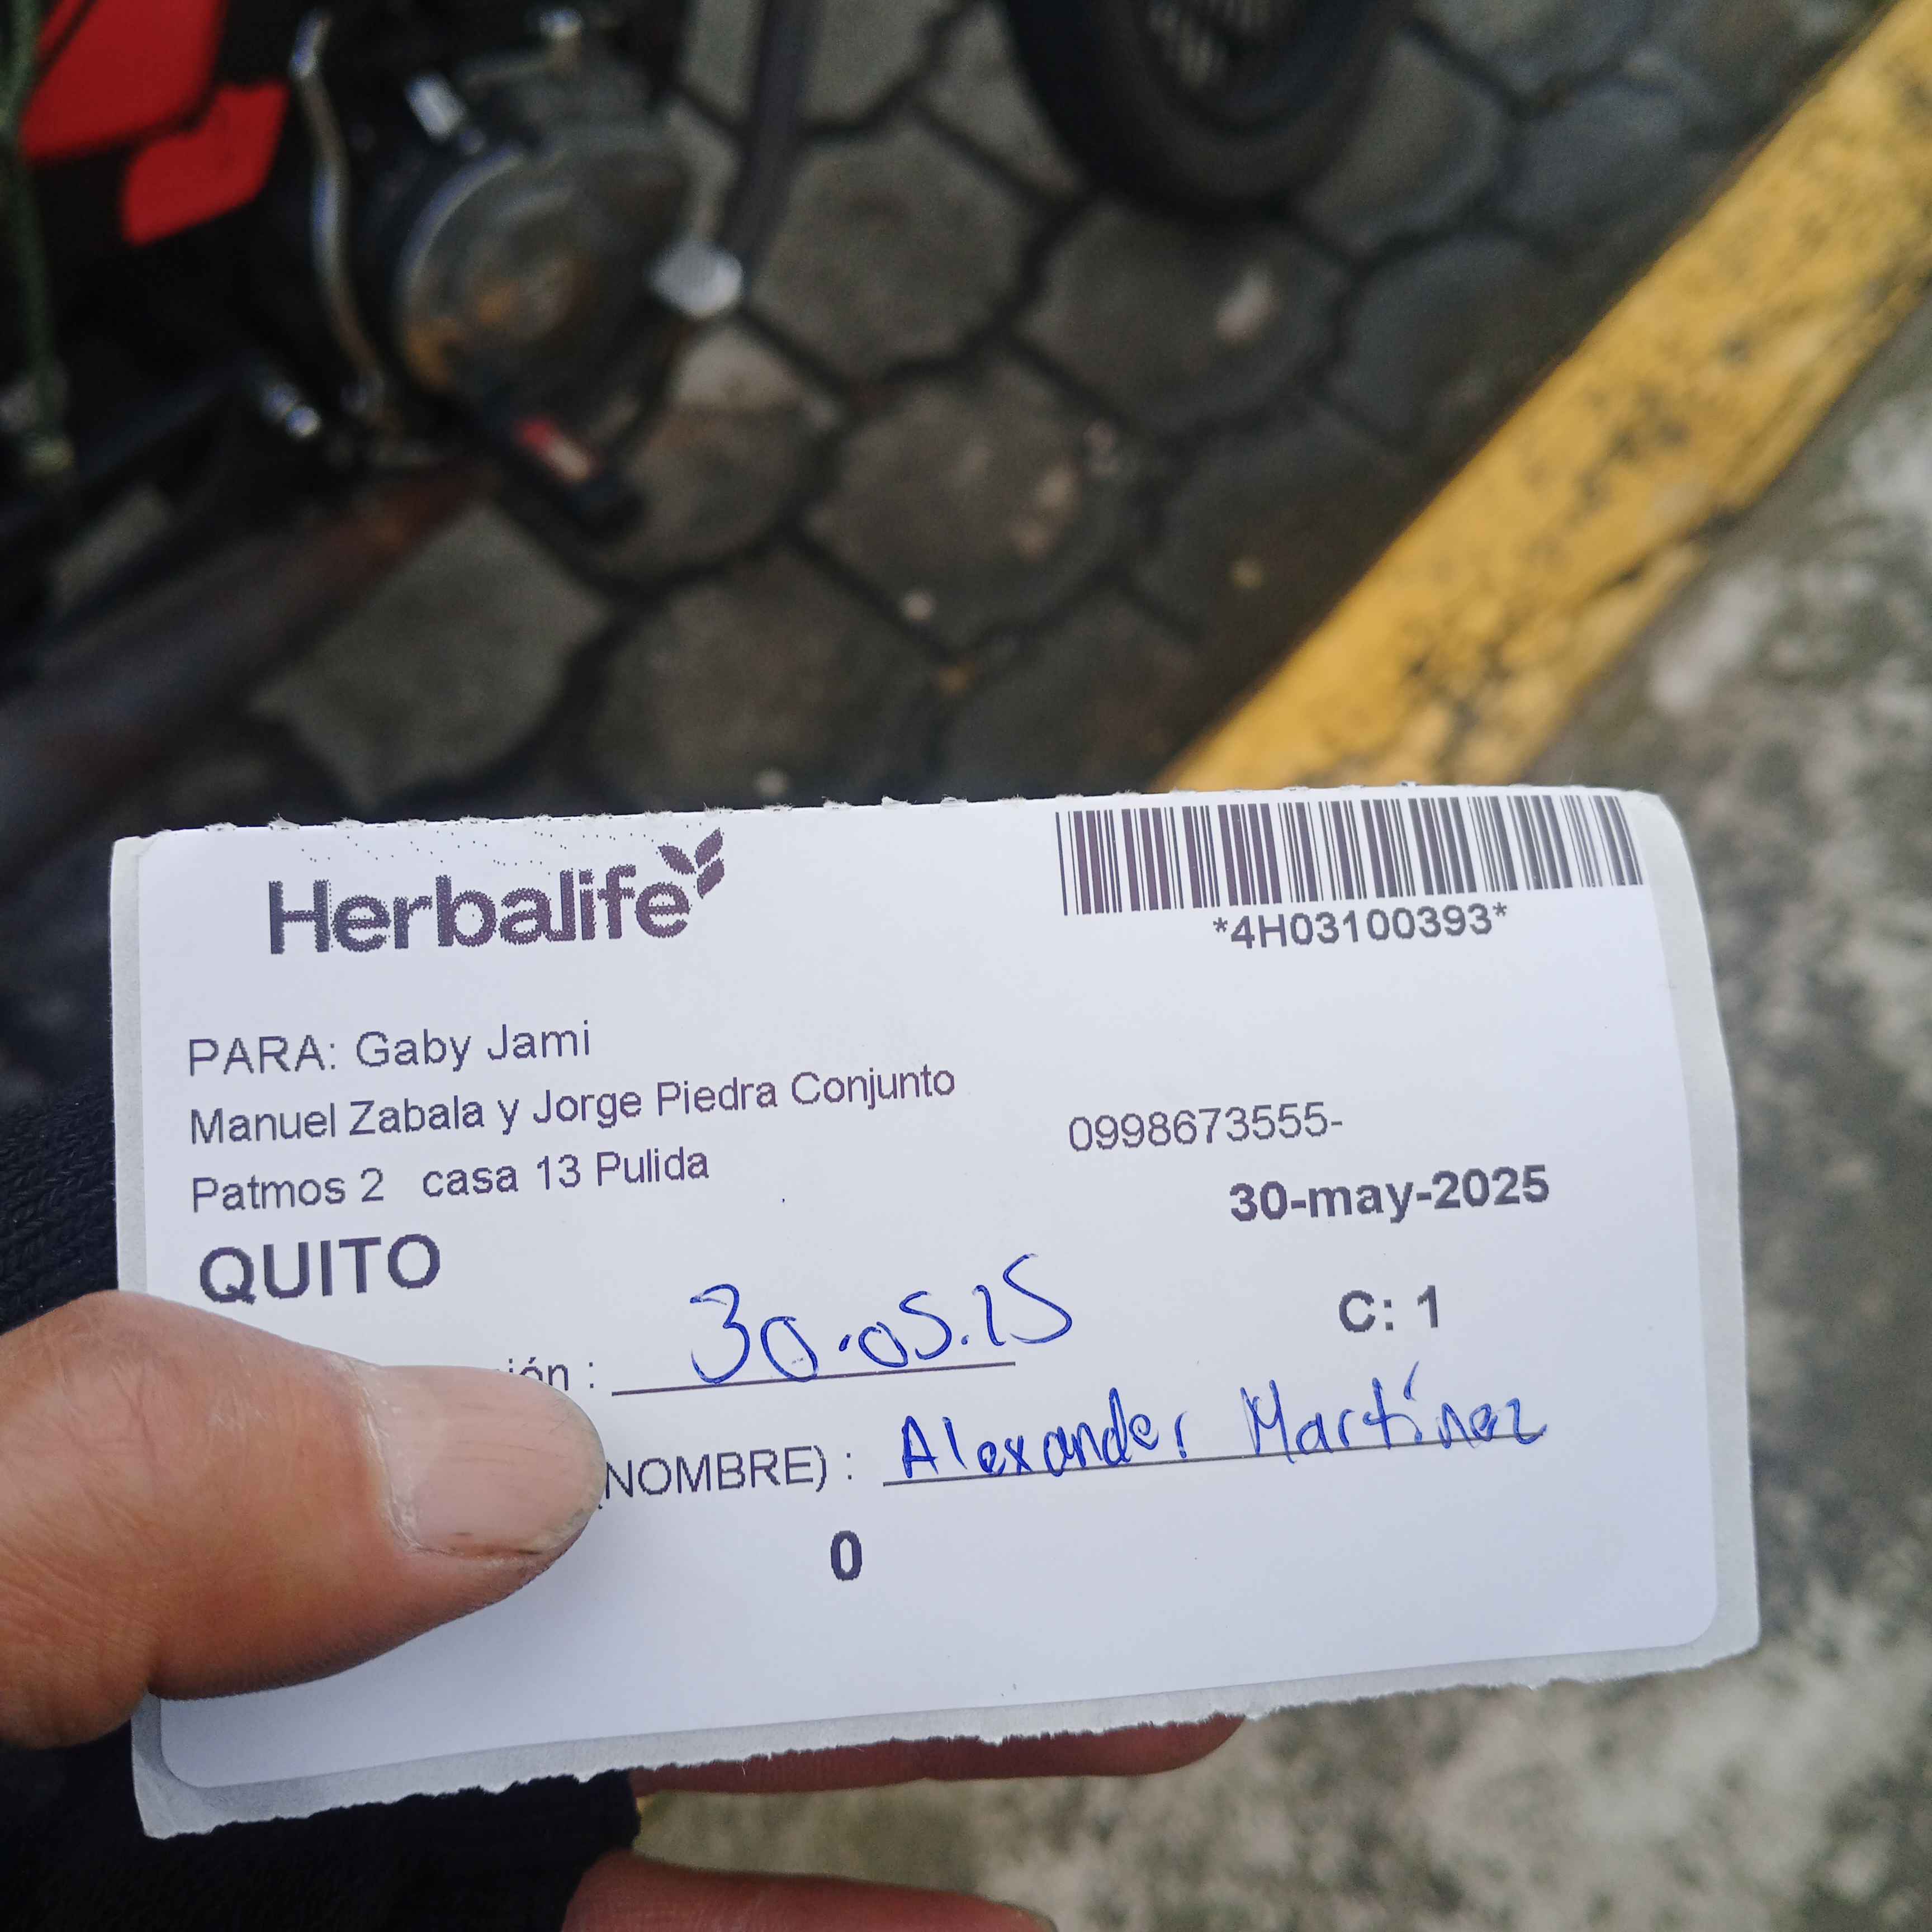 Herbalife
*4H03100393*
PARA: Gaby Jami
Manuel Zabala y Jorge Piedra Conjunto
0998673555-
Patmos 2 casa 13 Pulida
30-may-2025
QUITO
C: 1
ión : 30.05.25
(NOMBRE) : Alexander Martínez
0